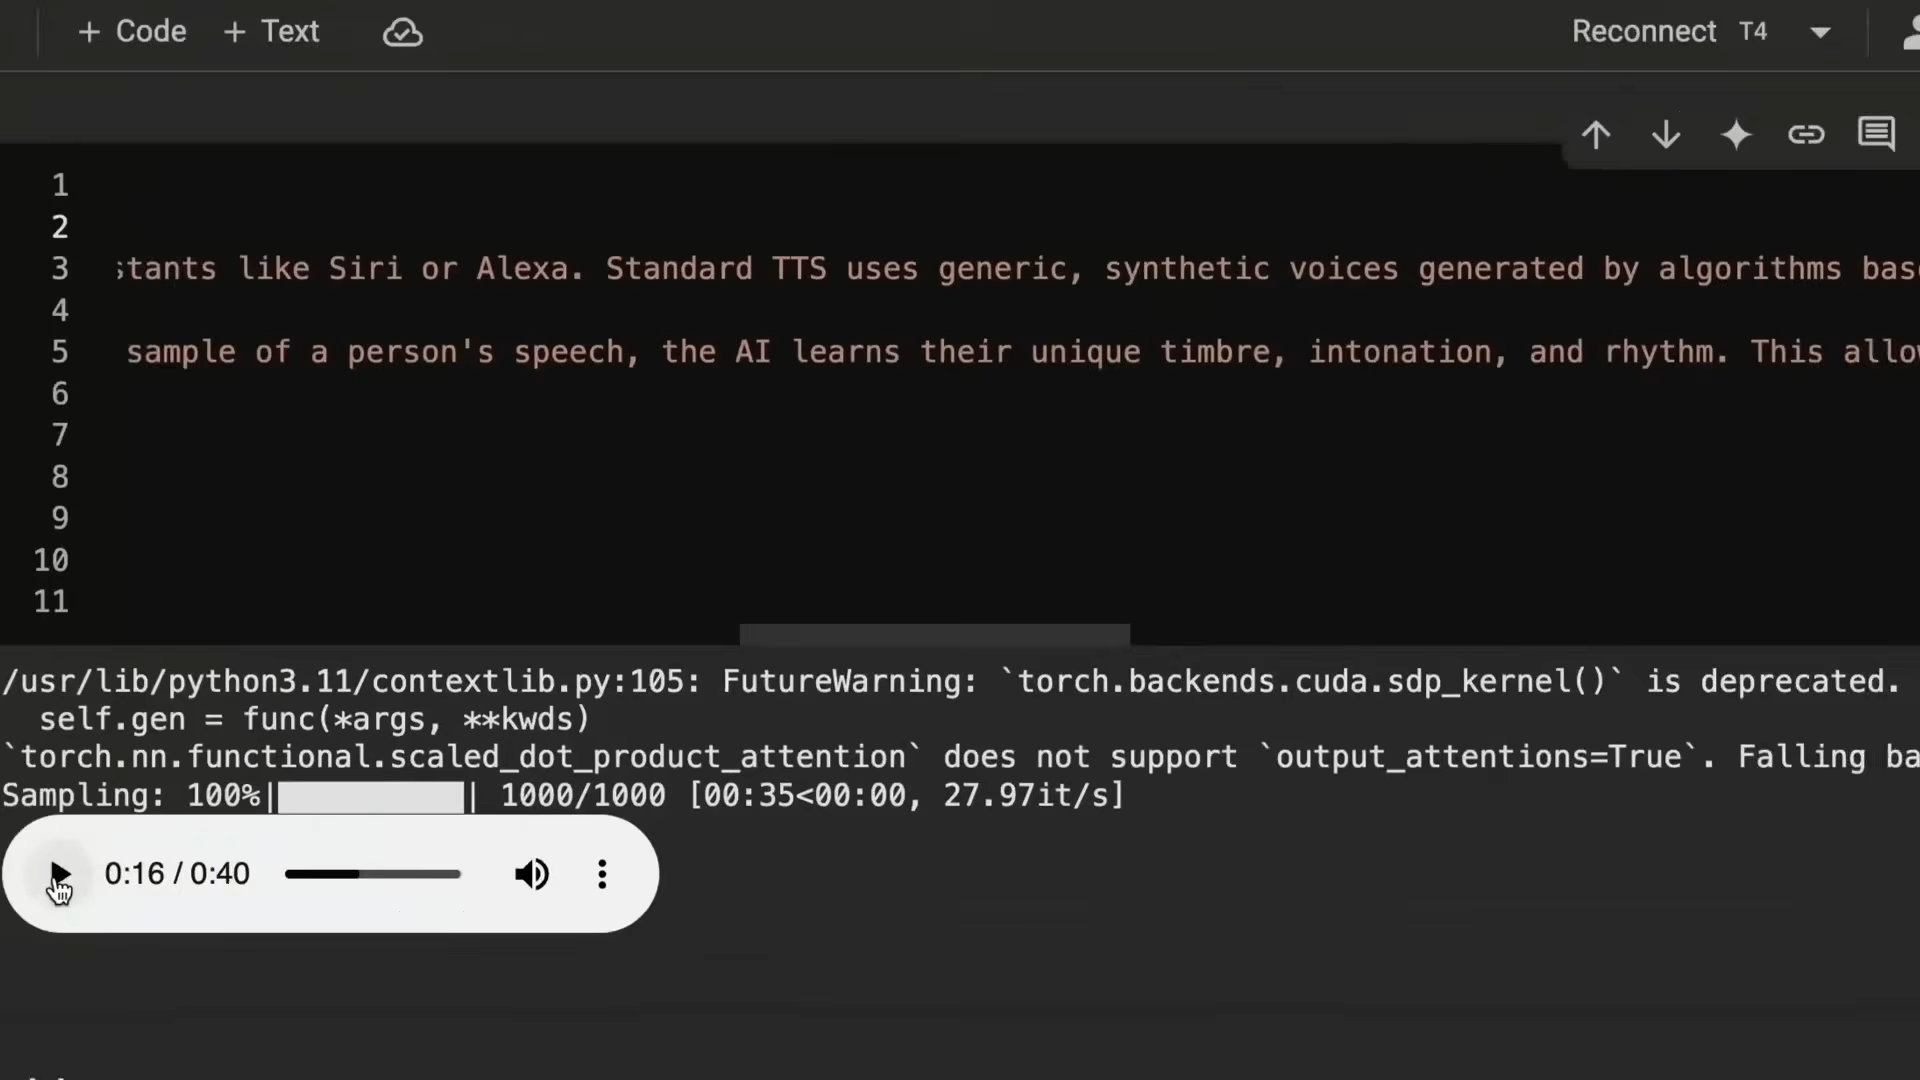 + Code + Text
Reconnect T4
1
2
3 stants like Siri or Alexa. Standard TTS uses generic, synthetic voices generated by algorithms bas
4
5 sample of a person's speech, the AI learns their unique timbre, intonation, and rhythm. This allo
6
7
8
9
10
11
/usr/lib/python3.11/contextlib.py:105: FutureWarning: `torch.backends.cuda.sdp_kernel()` is deprecated.
self.gen = func(*args, **kwds)
`torch.nn.functional.scaled_dot_product_attention` does not support `output_attentions=True`. Falling ba
Sampling: 100%| | 1000/1000 [00:35<00:00, 27.97it/s]
0:16 / 0:40